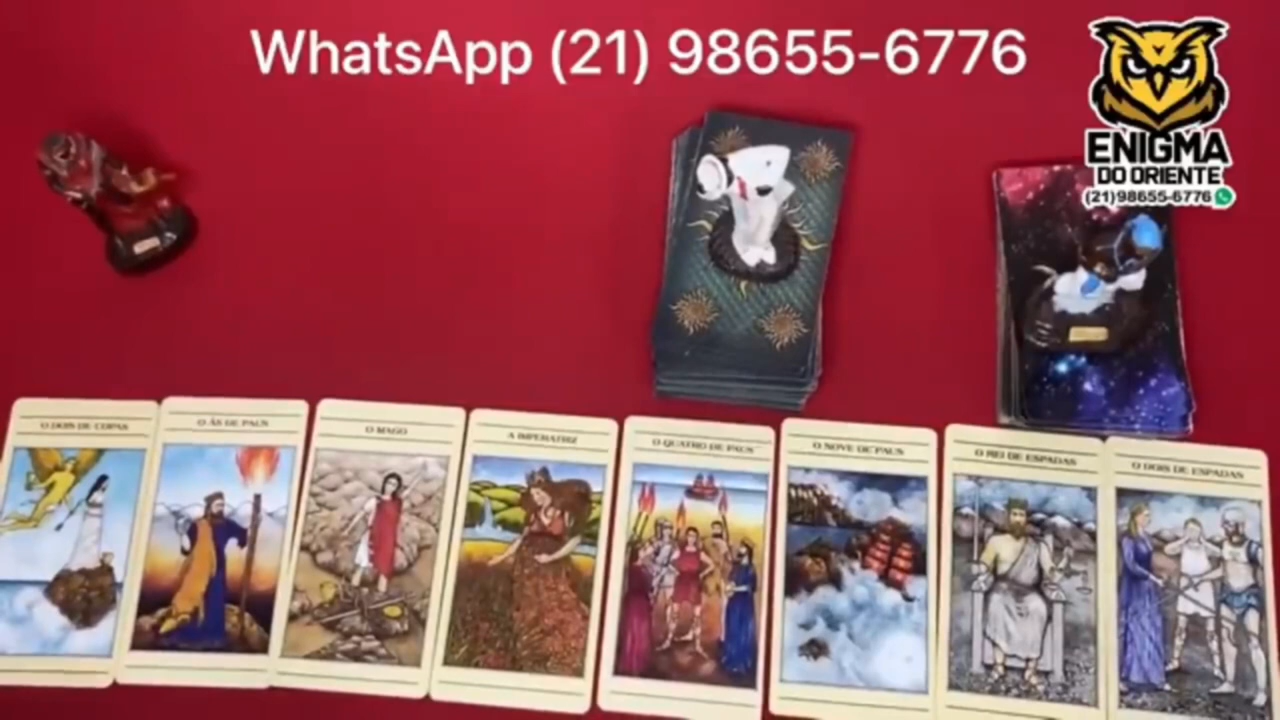 WhatsApp (21) 98655-6776
ENIGMA
DO ORIENTE
(21)98655-6776
O DOIS DE COPAS
O ÁS DE PAUS
O MAGO
A IMPERATRIZ
O QUATRO DE PAUS
O NOVE DE PAUS
O REI DE ESPADAS
O DOIS DE ESPADAS